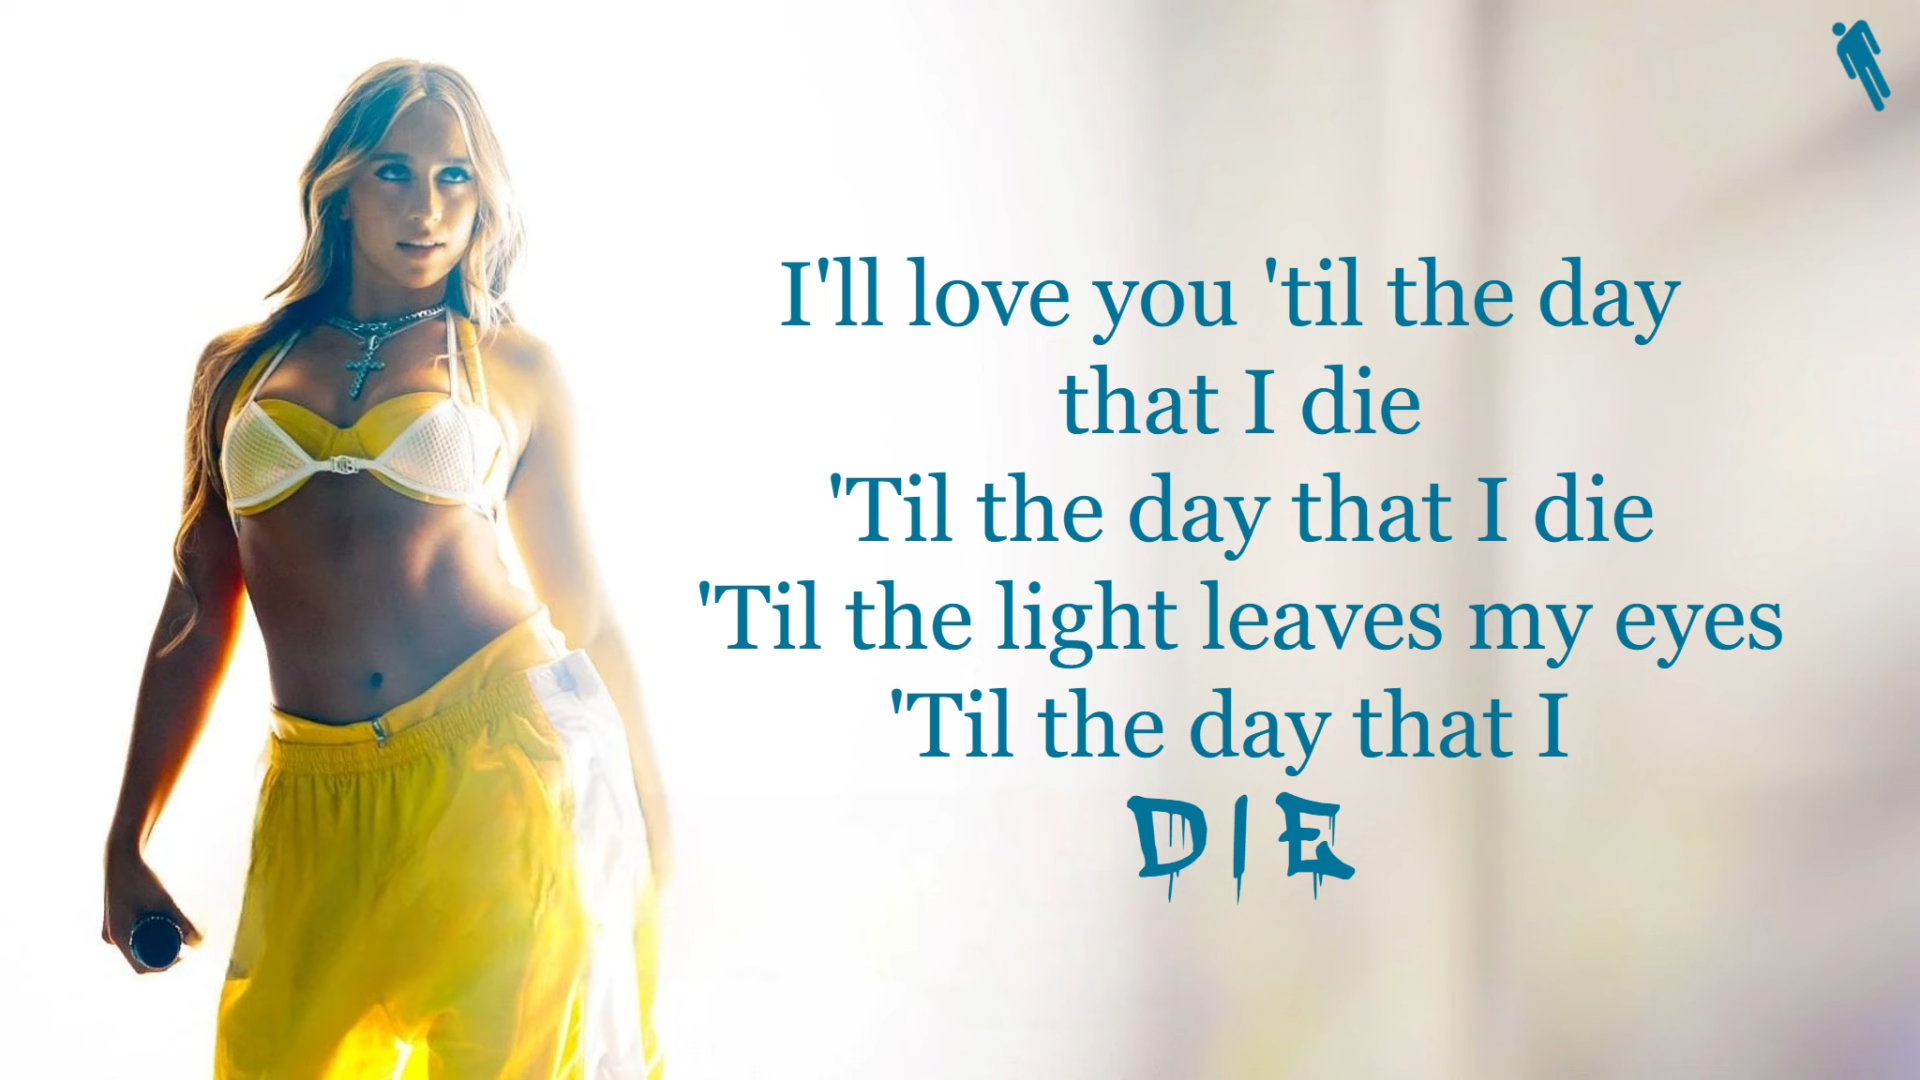 I'll love you 'til the day
that I die
'Til the day that I die
'Til the light leaves my eyes
'Til the day that I
DIE